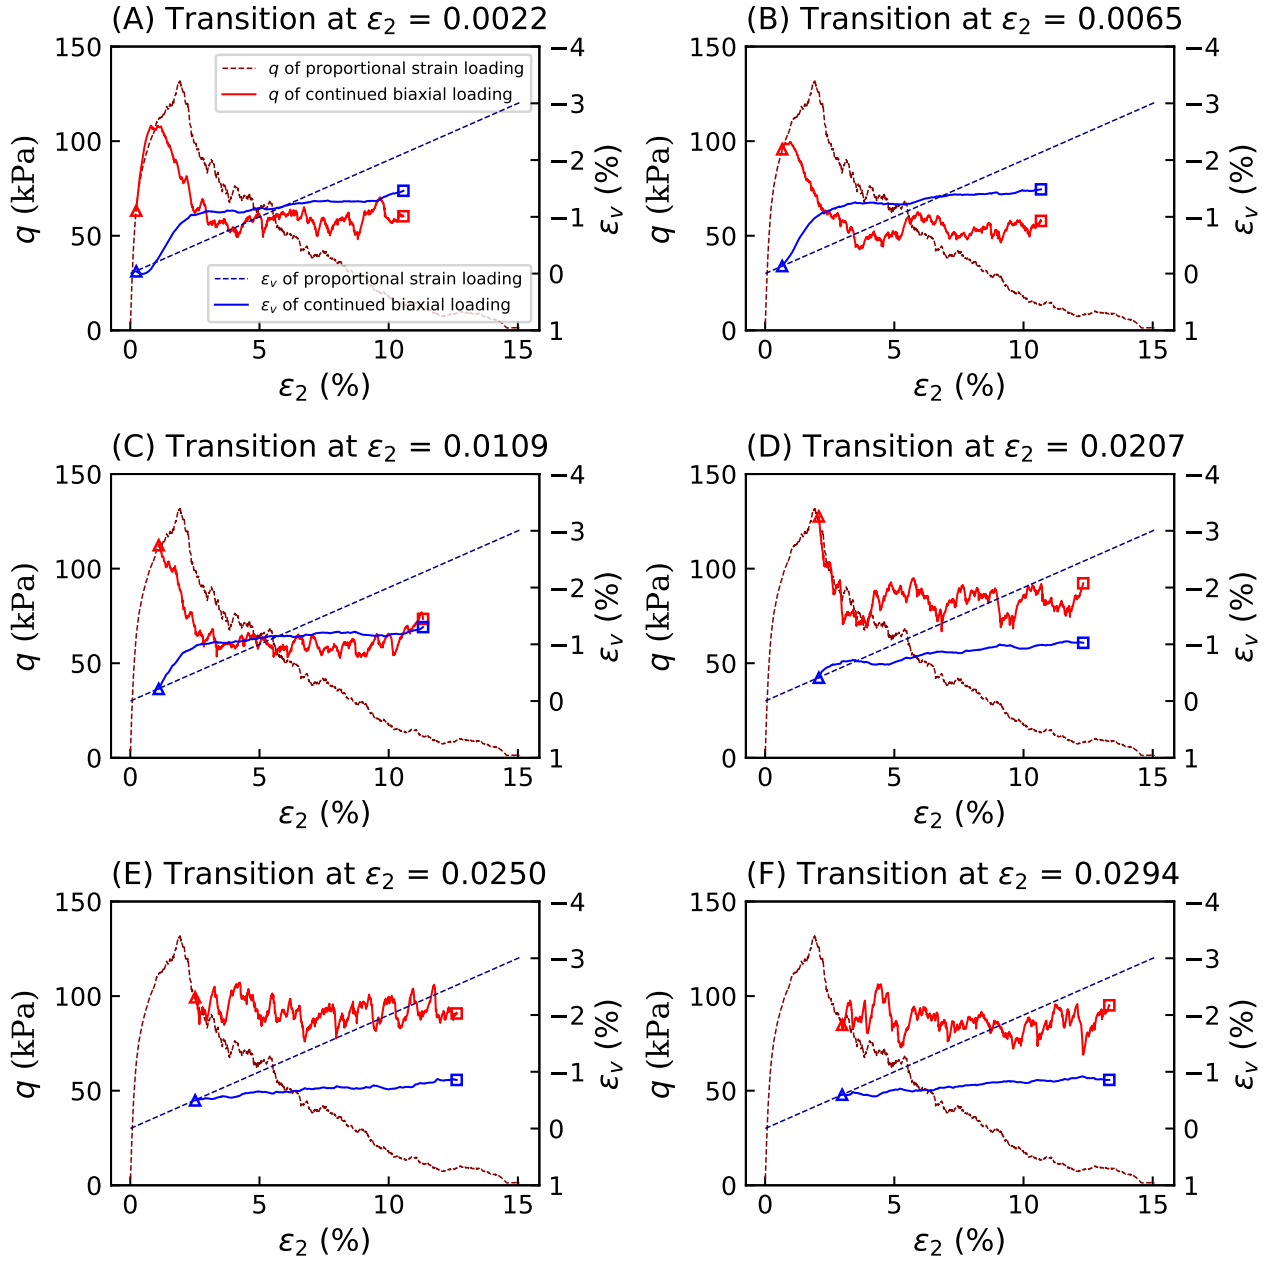 (A) Transition at ε₂ = 0.0022
150
100
50
0
q (kPa)
q of proportional strain loading
q of continued biaxial loading
εᵥ of proportional strain loading
εᵥ of continued biaxial loading
−4
−3
−2
−1
0
1
εᵥ (%)
0 5 10 15
ε₂ (%)
(B) Transition at ε₂ = 0.0065
150
100
50
0
q (kPa)
−4
−3
−2
−1
0
1
εᵥ (%)
0 5 10 15
ε₂ (%)
(C) Transition at ε₂ = 0.0109
150
100
50
0
q (kPa)
−4
−3
−2
−1
0
1
εᵥ (%)
0 5 10 15
ε₂ (%)
(D) Transition at ε₂ = 0.0207
150
100
50
0
q (kPa)
−4
−3
−2
−1
0
1
εᵥ (%)
0 5 10 15
ε₂ (%)
(E) Transition at ε₂ = 0.0250
150
100
50
0
q (kPa)
−4
−3
−2
−1
0
1
εᵥ (%)
0 5 10 15
ε₂ (%)
(F) Transition at ε₂ = 0.0294
150
100
50
0
q (kPa)
−4
−3
−2
−1
0
1
εᵥ (%)
0 5 10 15
ε₂ (%)